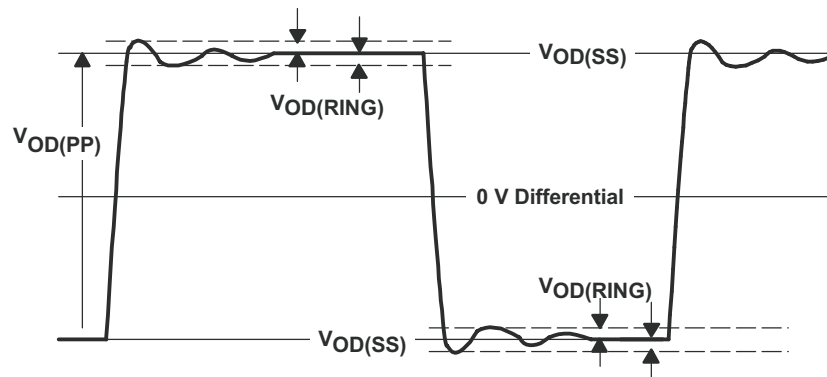 VOD(SS)
VOD(RING)
VOD(PP)
0 V Differential
VOD(RING)
VOD(SS)